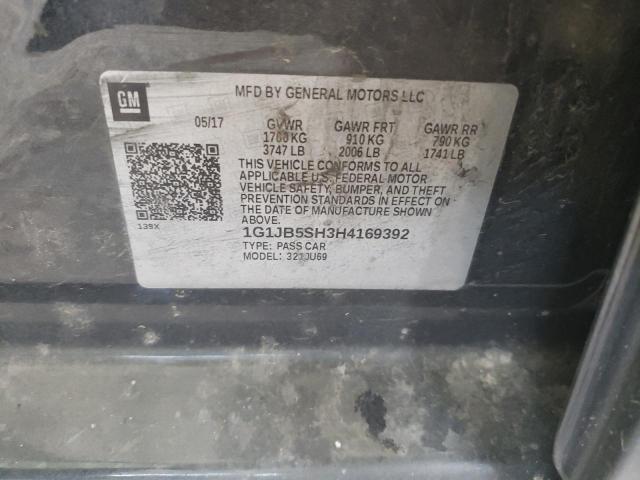 GM
MFD BY GENERAL MOTORS LLC
05/17 GVWR GAWR FRT GAWR RR
1700 KG 910 KG 790 KG
3747 LB 2006 LB 1741 LB
THIS VEHICLE CONFORMS TO ALL
APPLICABLE U.S. FEDERAL MOTOR
VEHICLE SAFETY, BUMPER, AND THEFT
PREVENTION STANDARDS IN EFFECT ON
THE DATE OF MANUFACTURE SHOWN
ABOVE.
139X
1G1JB5SH3H4169392
TYPE: PASS CAR
MODEL: 321JU69